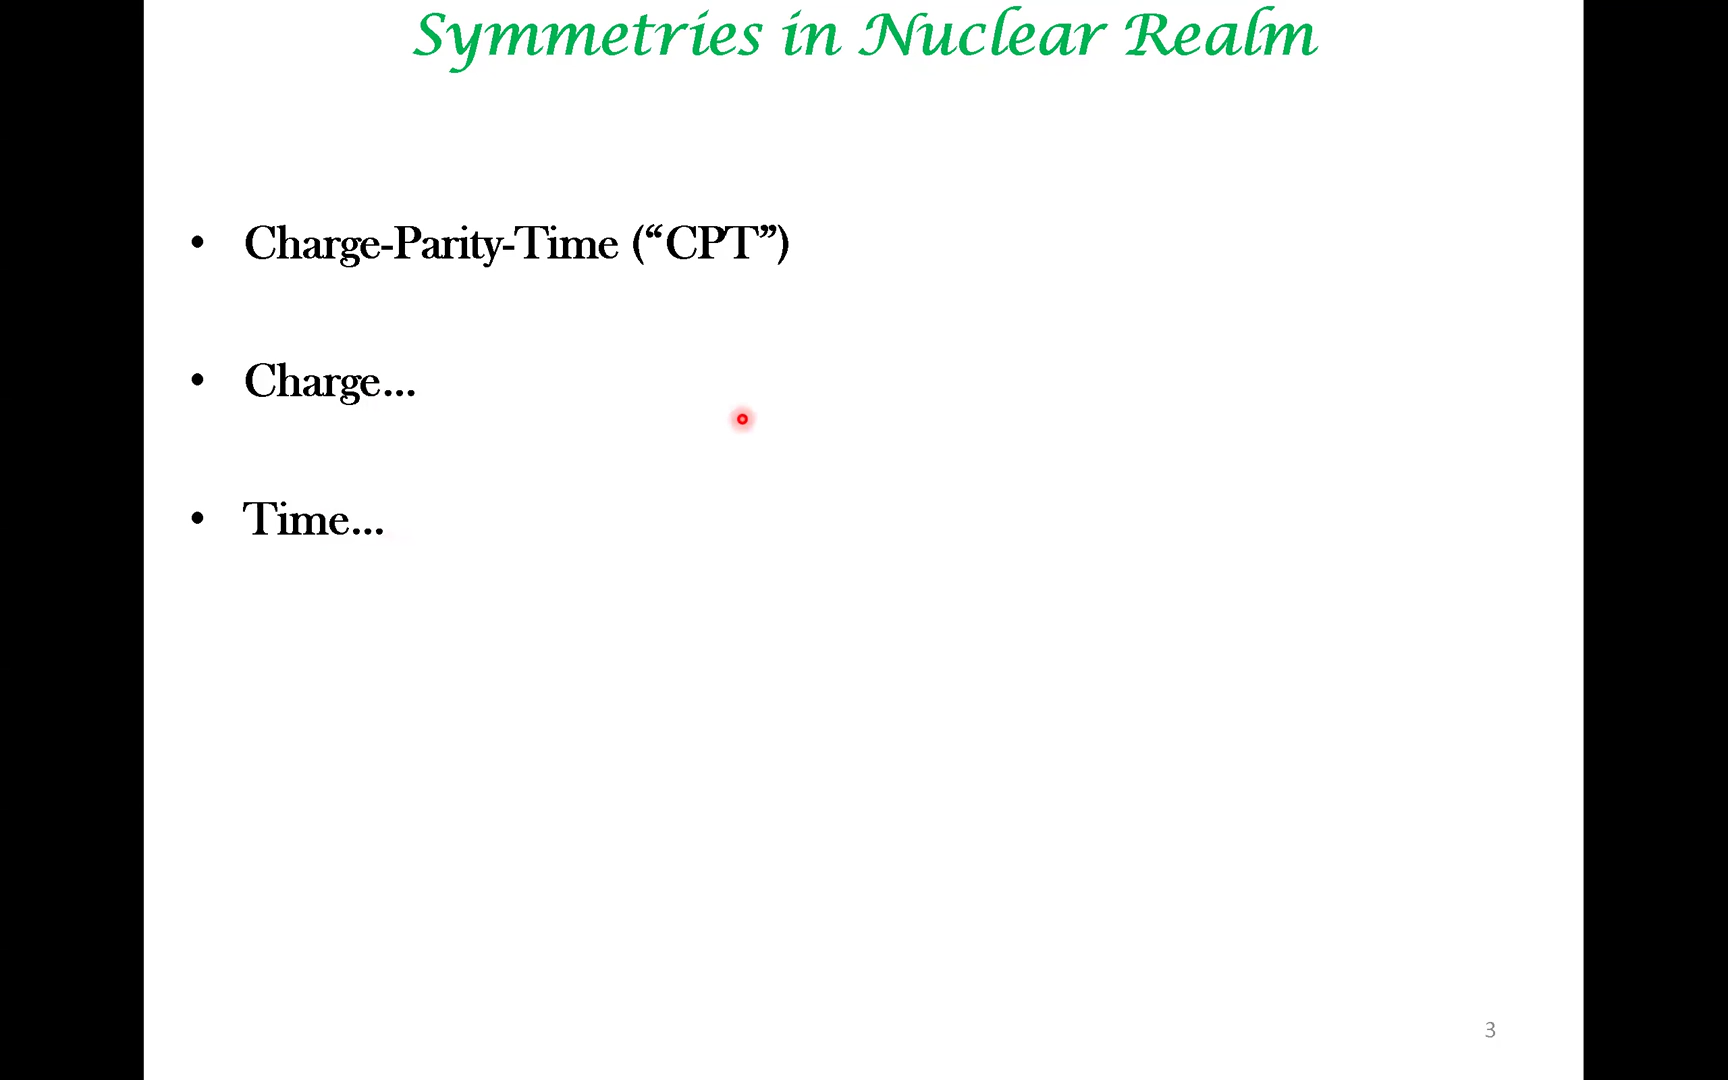 Symmetries in Nuclear Realm
• Charge-Parity-Time (“CPT”)
• Charge...
• Time...
3